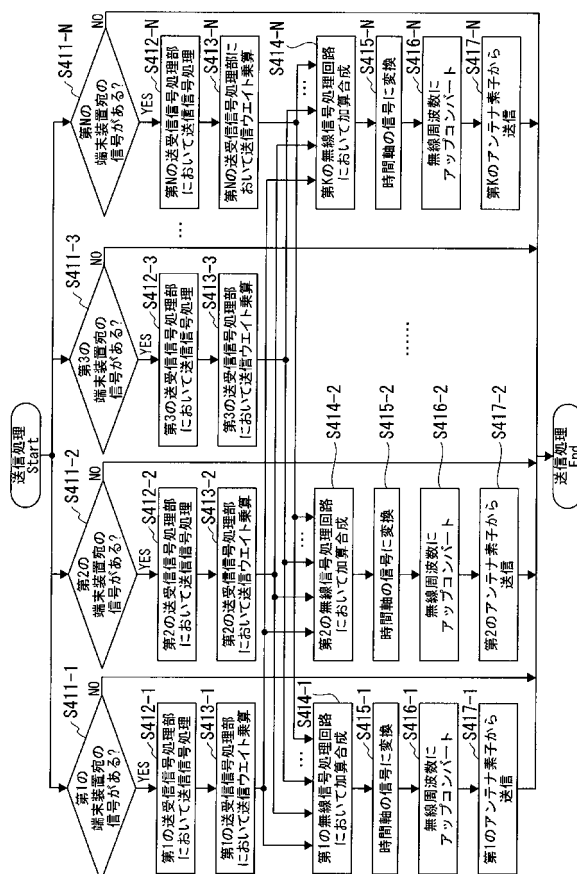 送信処理
Start
S411-1
第1の
端末装置宛の
信号がある?
NO
YES
S412-1
第1の送受信信号処理部
において送信信号処理
S413-1
第1の送受信信号処理部
において送信ウエイト乗算
S414-1
第1の無線信号処理回路
において加算合成
S415-1
時間軸の信号に変換
S416-1
無線周波数に
アップコンバート
S417-1
第1のアンテナ素子から
送信
S411-2
第2の
端末装置宛の
信号がある?
NO
YES
S412-2
第2の送受信信号処理部
において送信信号処理
S413-2
第2の送受信信号処理部
において送信ウエイト乗算
S414-2
第2の無線信号処理回路
において加算合成
S415-2
時間軸の信号に変換
S416-2
無線周波数に
アップコンバート
S417-2
第2のアンテナ素子から
送信
S411-3
第3の
端末装置宛の
信号がある?
NO
YES
S412-3
第3の送受信信号処理部
において送信信号処理
S413-3
第3の送受信信号処理部
において送信ウエイト乗算
S411-N
第Nの
端末装置宛の
信号がある?
NO
YES
S412-N
第Nの送受信信号処理部
において送信信号処理
S413-N
第Nの送受信信号処理部に
おいて送信ウエイト乗算
S414-N
第Kの無線信号処理回路
において加算合成
S415-N
時間軸の信号に変換
S416-N
無線周波数に
アップコンバート
S417-N
第Kのアンテナ素子から
送信
送信処理
End